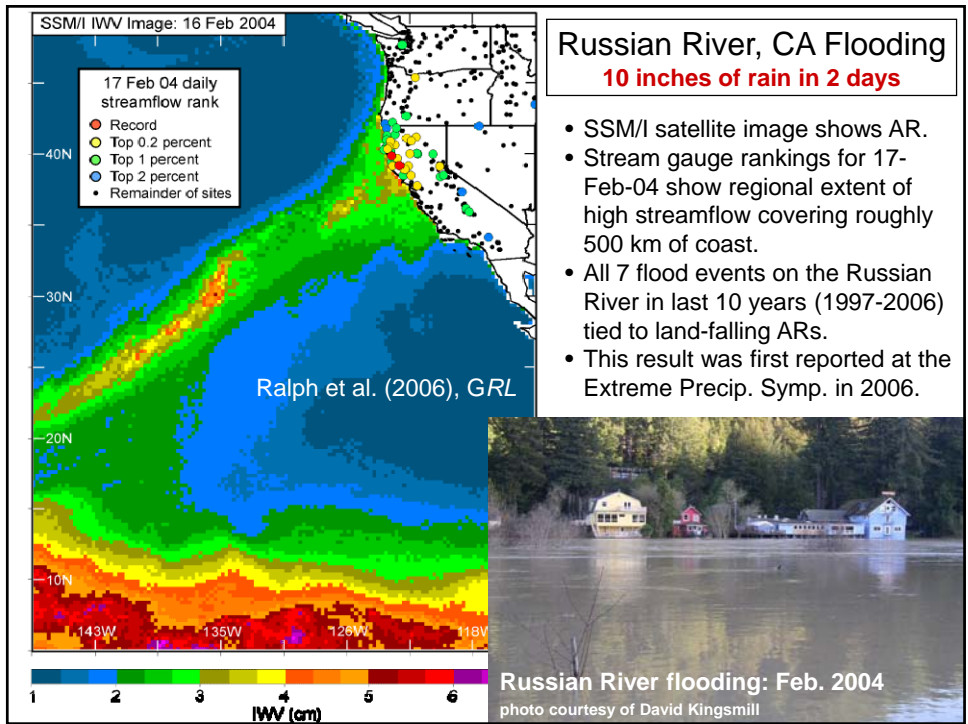 SSM/I IWV Image: 16 Feb 2004
17 Feb 04 daily
streamflow rank
Record
Top 0.2 percent
Top 1 percent
Top 2 percent
Remainder of sites
40N
30N
20N
10N
143W 135W 126W 118W
1 2 3 4 5 6
IWV (cm)
Ralph et al. (2006), GRL
Russian River, CA Flooding
10 inches of rain in 2 days
• SSM/I satellite image shows AR.
• Stream gauge rankings for 17-
Feb-04 show regional extent of
high streamflow covering roughly
500 km of coast.
• All 7 flood events on the Russian
River in last 10 years (1997-2006)
tied to land-falling ARs.
• This result was first reported at the
Extreme Precip. Symp. in 2006.
Russian River flooding: Feb. 2004
photo courtesy of David Kingsmill